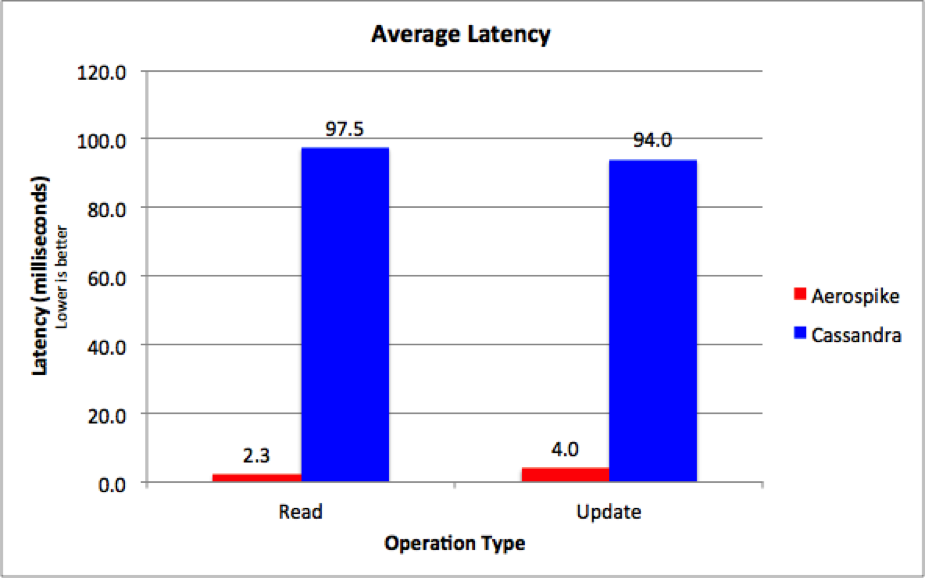 Average Latency
120.0
100.0
80.0
60.0
40.0
20.0
0.0
Latency (milliseconds)
Lower is better
97.5
94.0
2.3
4.0
Read
Update
Operation Type
Aerospike
Cassandra